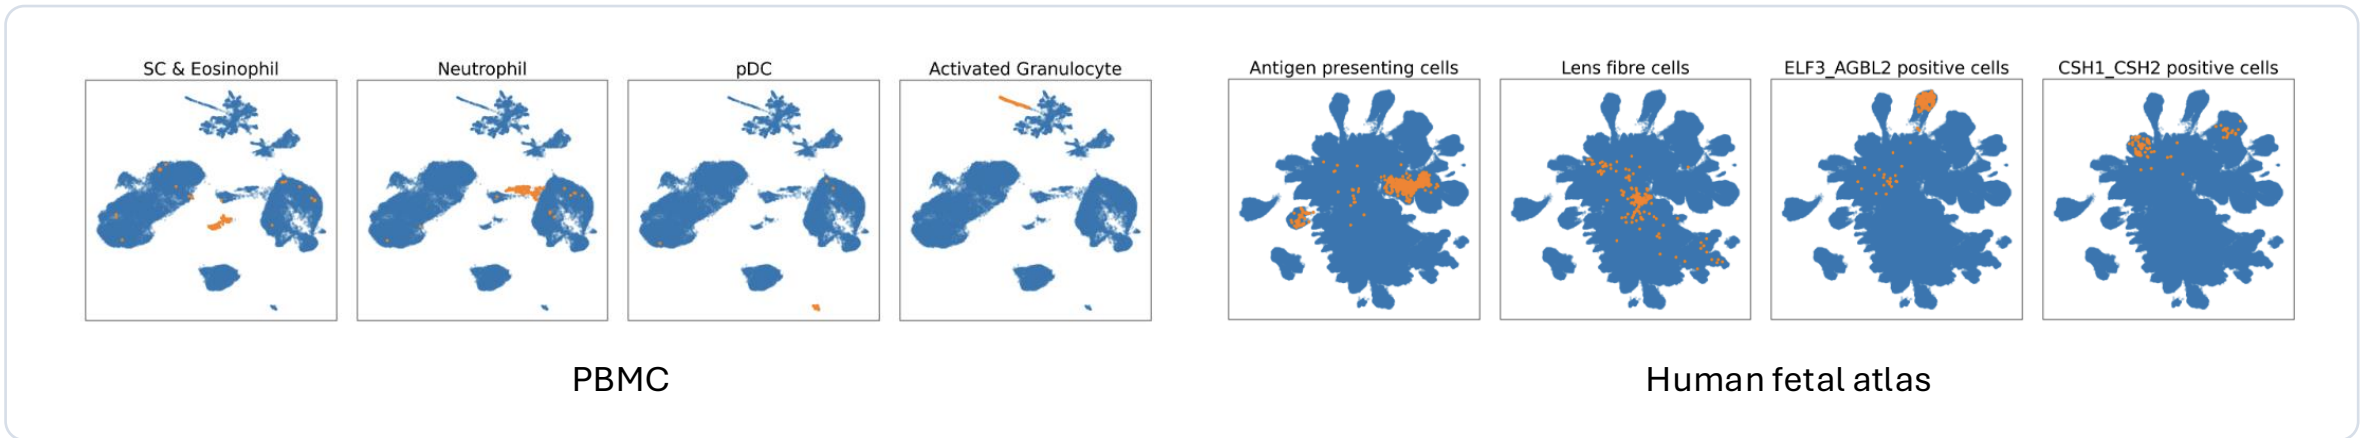 SC & Eosinophil
Neutrophil
pDC
Activated Granulocyte
Antigen presenting cells
Lens fibre cells
ELF3_AGBL2 positive cells
CSH1_CSH2 positive cells
PBMC
Human fetal atlas